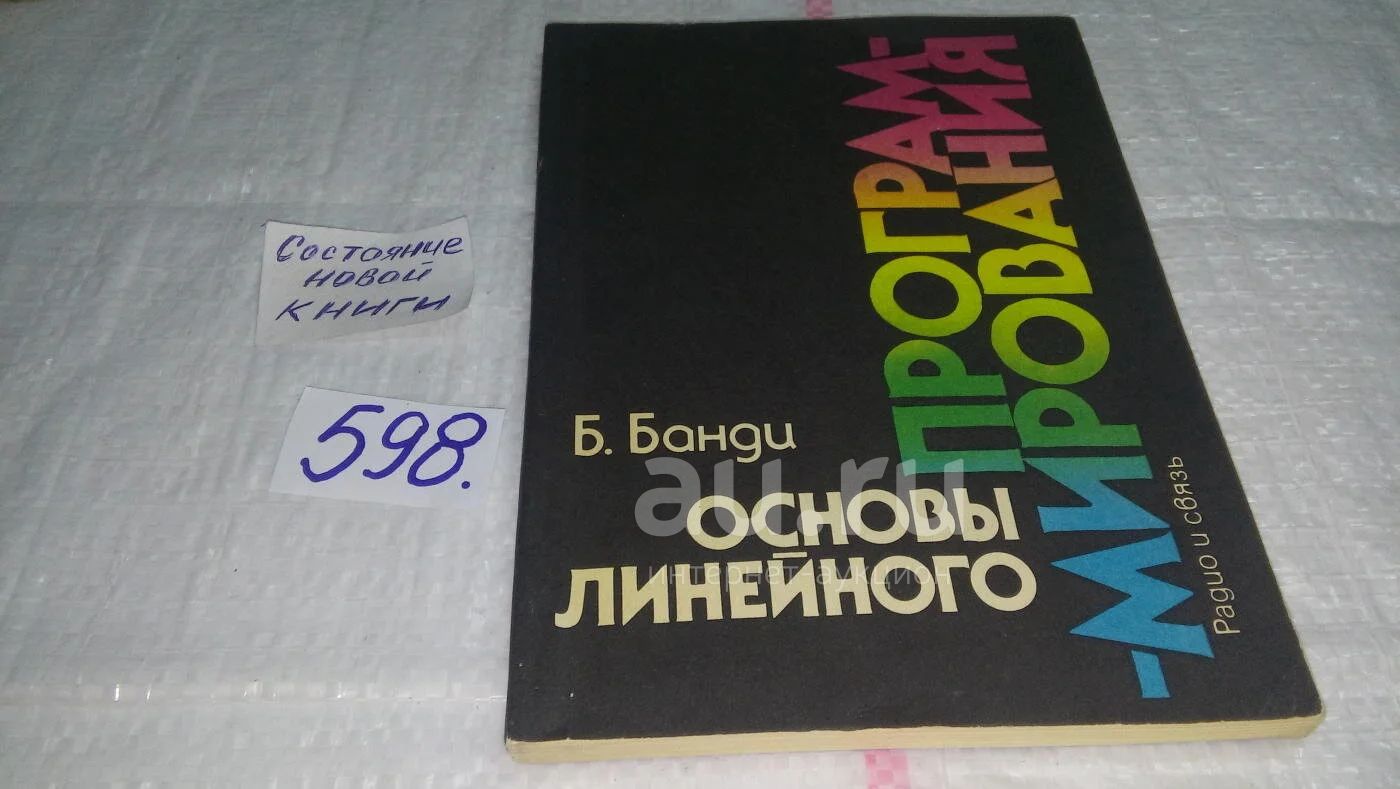 Состояние
новой
книги
598.
Б. Банди
ОСНОВЫ
ЛИНЕЙНОГО
ПРОГРАМ-
-МИРОВАНИЯ
Радио и связь
au.ru
интернет-аукцион